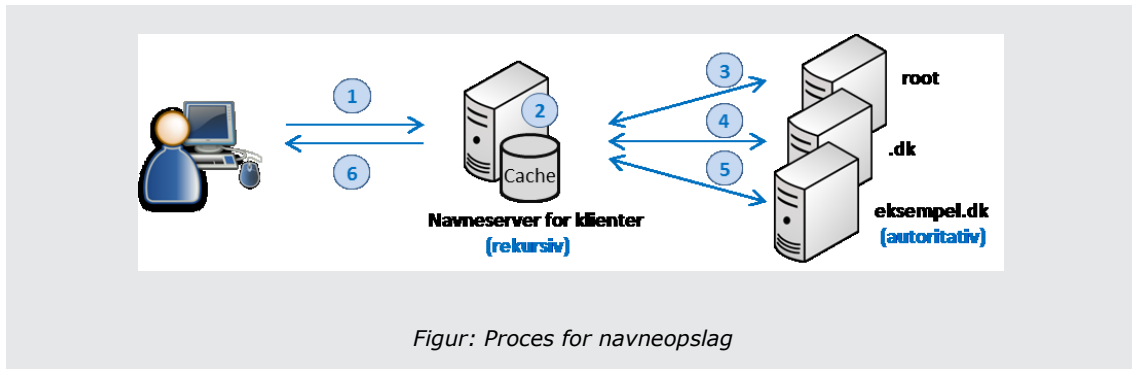 1
2
3
4
5
6
root
.dk
eksempel.dk
(autoritativ)
Cache
Navneserver for klienter
(rekursiv)
Figur: Proces for navneopslag